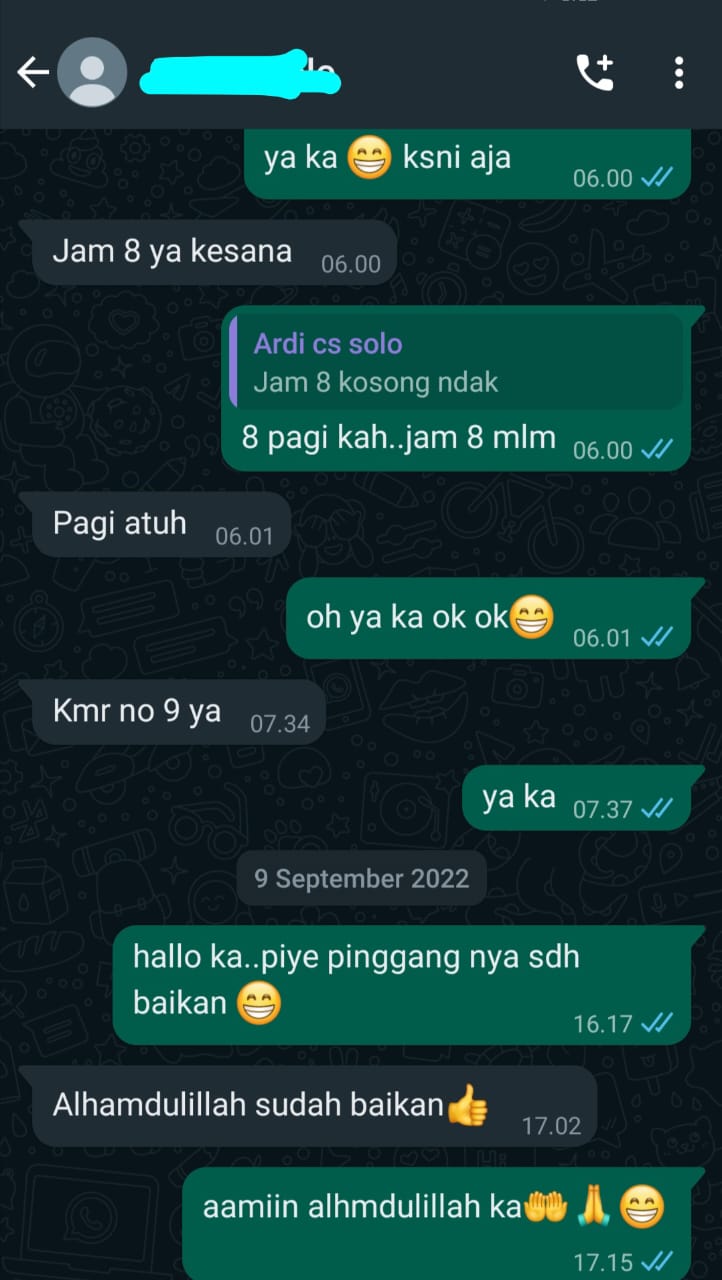 ya ka 😁 ksni aja
06.00
Jam 8 ya kesana
06.00
Ardi cs solo
Jam 8 kosong ndak
8 pagi kah..jam 8 mlm
06.00
Pagi atuh
06.01
oh ya ka ok ok😁
06.01
Kmr no 9 ya
07.34
ya ka
07.37
9 September 2022
hallo ka..piye pinggang nya sdh
baikan 😁
16.17
Alhamdulillah sudah baikan👍
17.02
aamiin alhmdulillah ka🤲🙏😁
17.15